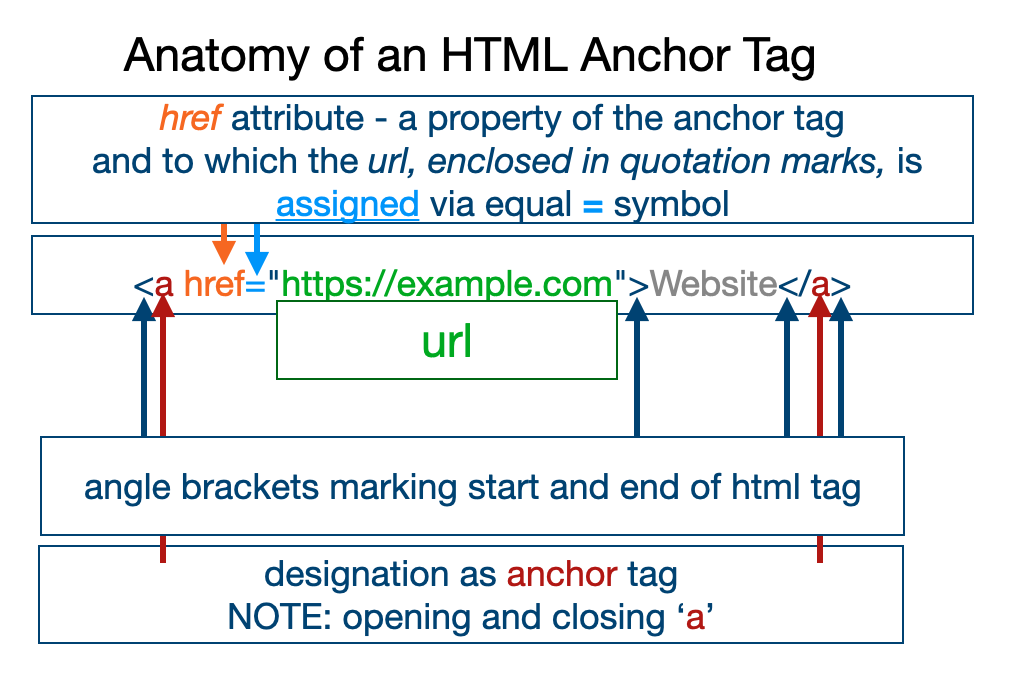 Anatomy of an HTML Anchor Tag
href attribute - a property of the anchor tag
and to which the url, enclosed in quotation marks, is
assigned via equal = symbol
<a href="https://example.com">Website</a>
url
angle brackets marking start and end of html tag
designation as anchor tag
NOTE: opening and closing ‘a’